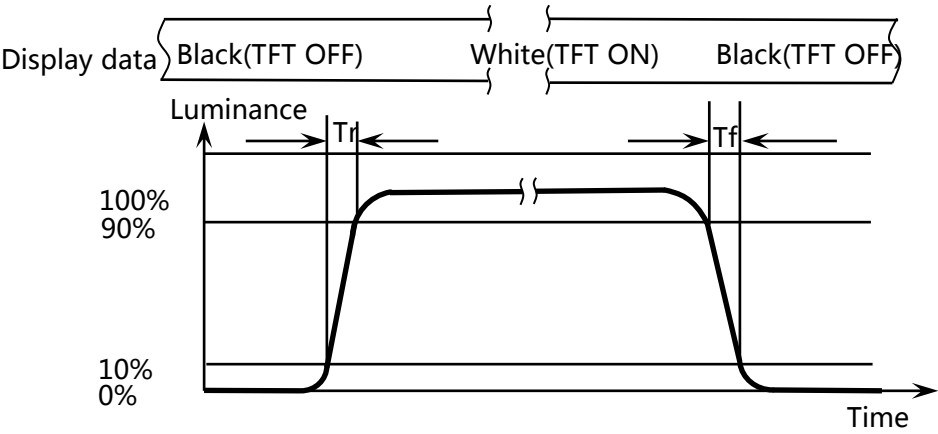 Display data
Black(TFT OFF)
White(TFT ON)
Black(TFT OFF)
Luminance
Tr
Tf
100%
90%
10%
0%
Time